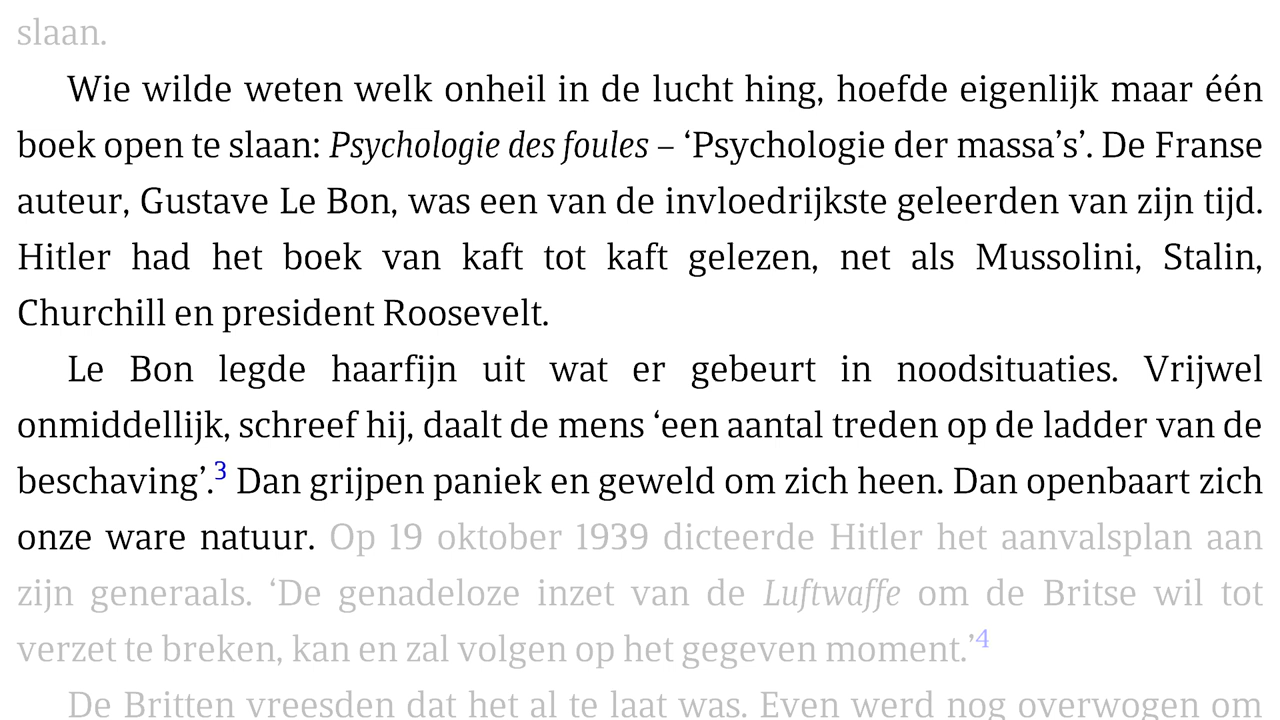 slaan.
Wie wilde weten welk onheil in de lucht hing, hoefde eigenlijk maar één
boek open te slaan: Psychologie des foules – ‘Psychologie der massa’s’. De Franse
auteur, Gustave Le Bon, was een van de invloedrijkste geleerden van zijn tijd.
Hitler had het boek van kaft tot kaft gelezen, net als Mussolini, Stalin,
Churchill en president Roosevelt.
Le Bon legde haarfijn uit wat er gebeurt in noodsituaties. Vrijwel
onmiddellijk, schreef hij, daalt de mens ‘een aantal treden op de ladder van de
beschaving’.3 Dan grijpen paniek en geweld om zich heen. Dan openbaart zich
onze ware natuur. Op 19 oktober 1939 dicteerde Hitler het aanvalsplan aan
zijn generaals. ‘De genadeloze inzet van de Luftwaffe om de Britse wil tot
verzet te breken, kan en zal volgen op het gegeven moment.’4
De Britten vreesden dat het al te laat was. Even werd nog overwogen om